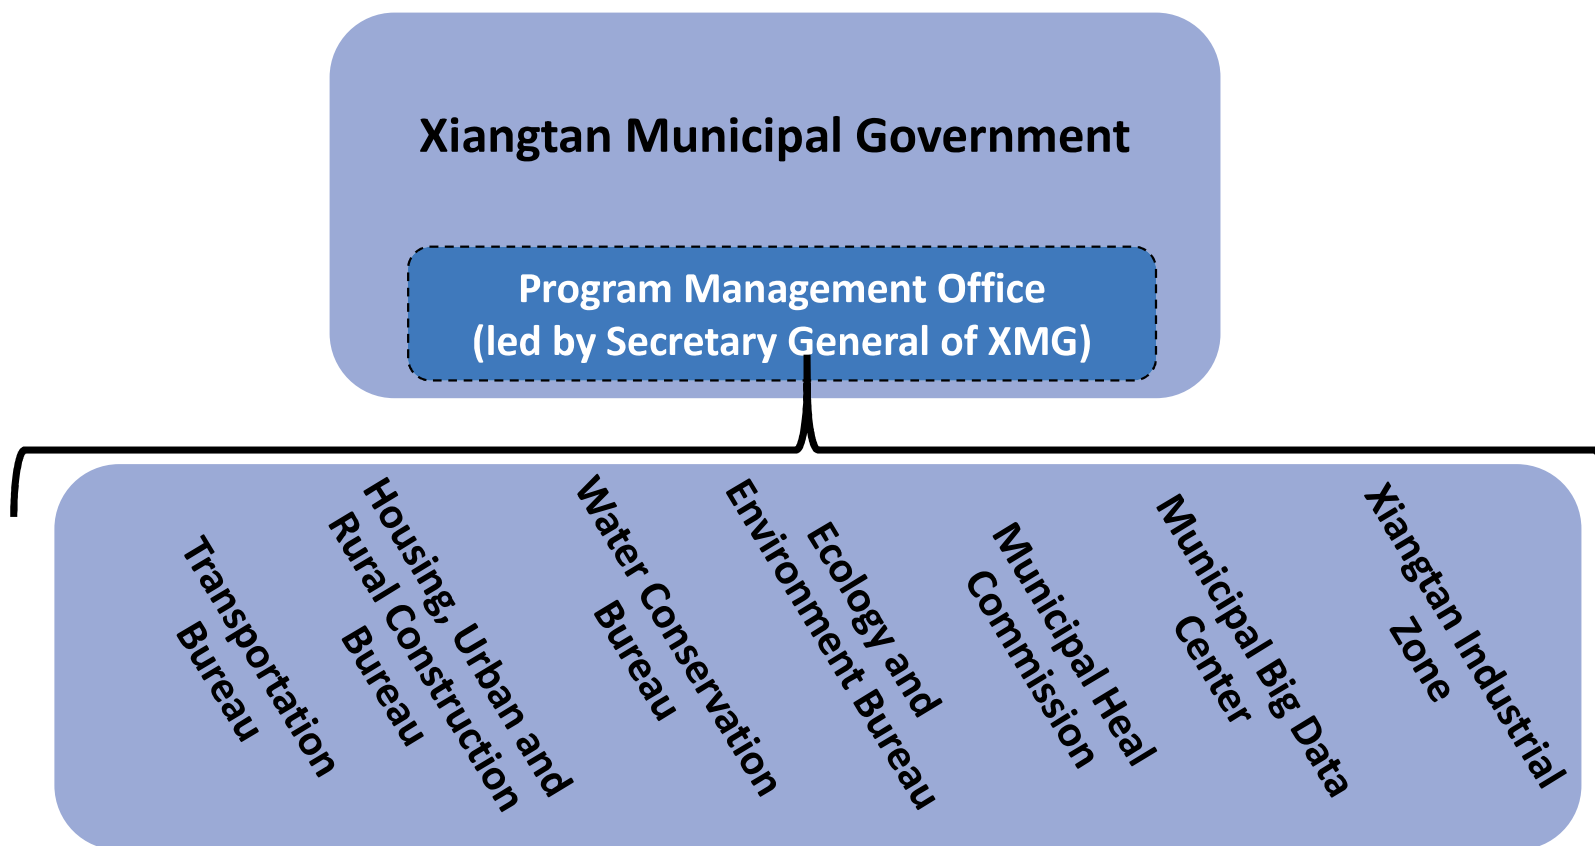 Xiangtan Municipal Government
Program Management Office
(led by Secretary General of XMG)
Transportation
Bureau
Housing, Urban and
Rural Construction
Bureau
Water Conservation
Bureau
Ecology and
Environment Bureau
Municipal Heal
Commission
Municipal Big Data
Center
Xiangtan Industrial
Zone